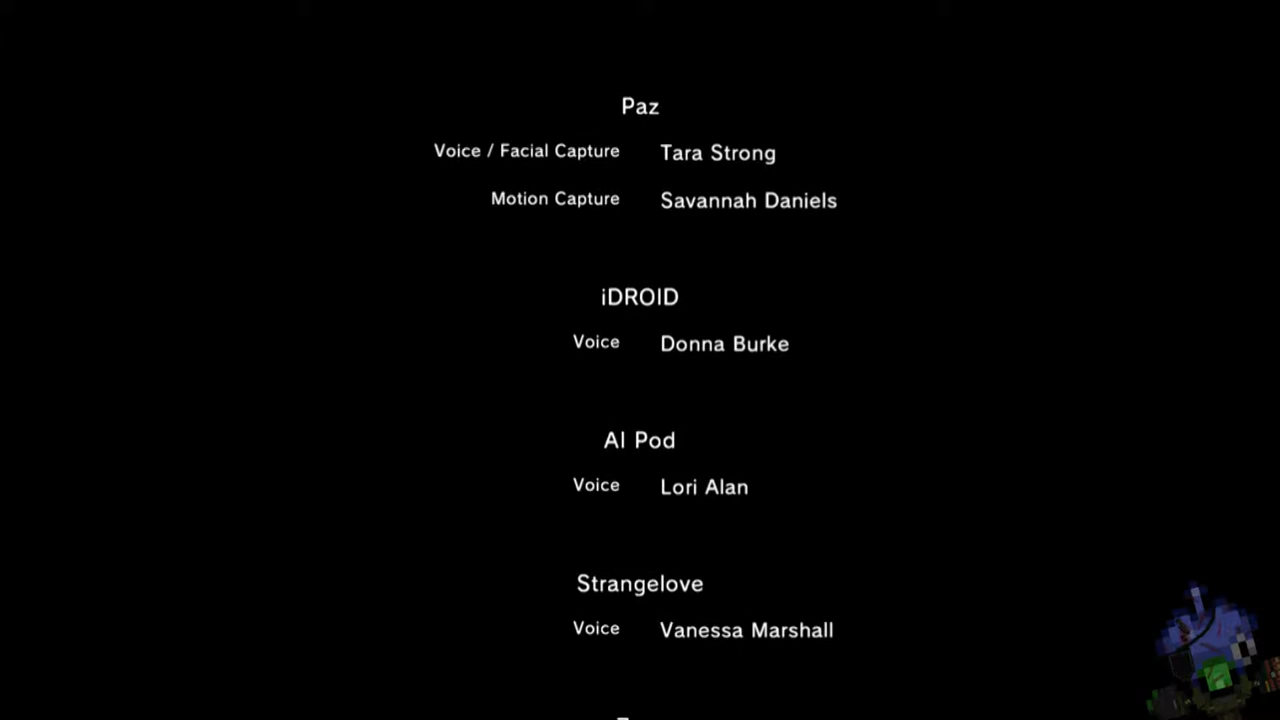 Paz
Voice / Facial Capture Tara Strong
Motion Capture Savannah Daniels
iDROID
Voice Donna Burke
AI Pod
Voice Lori Alan
Strangelove
Voice Vanessa Marshall